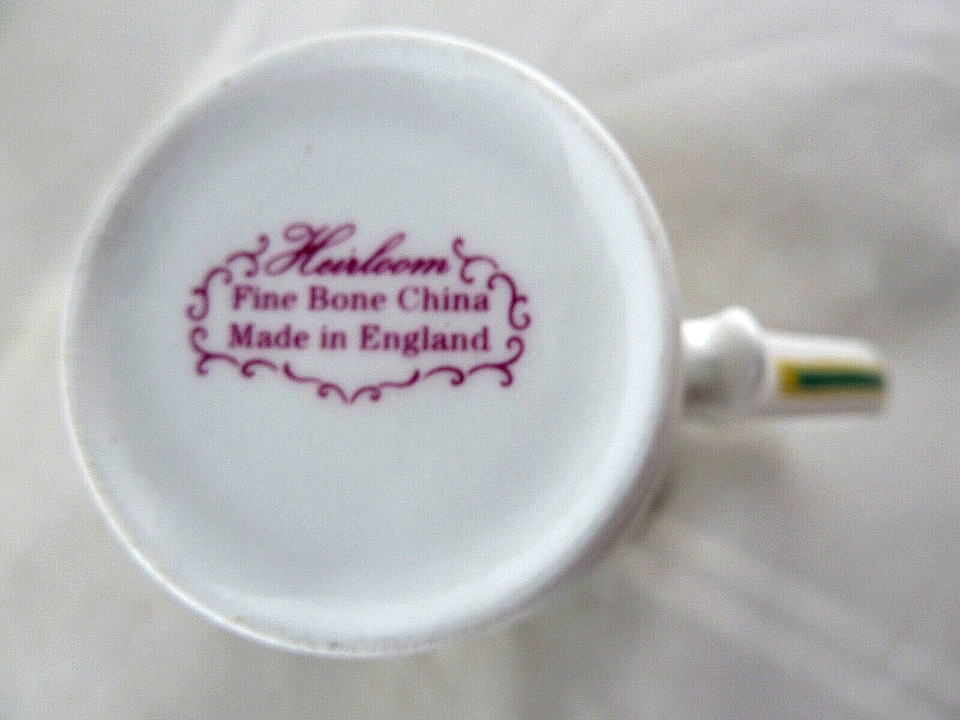 Heirloom
Fine Bone China
Made in England